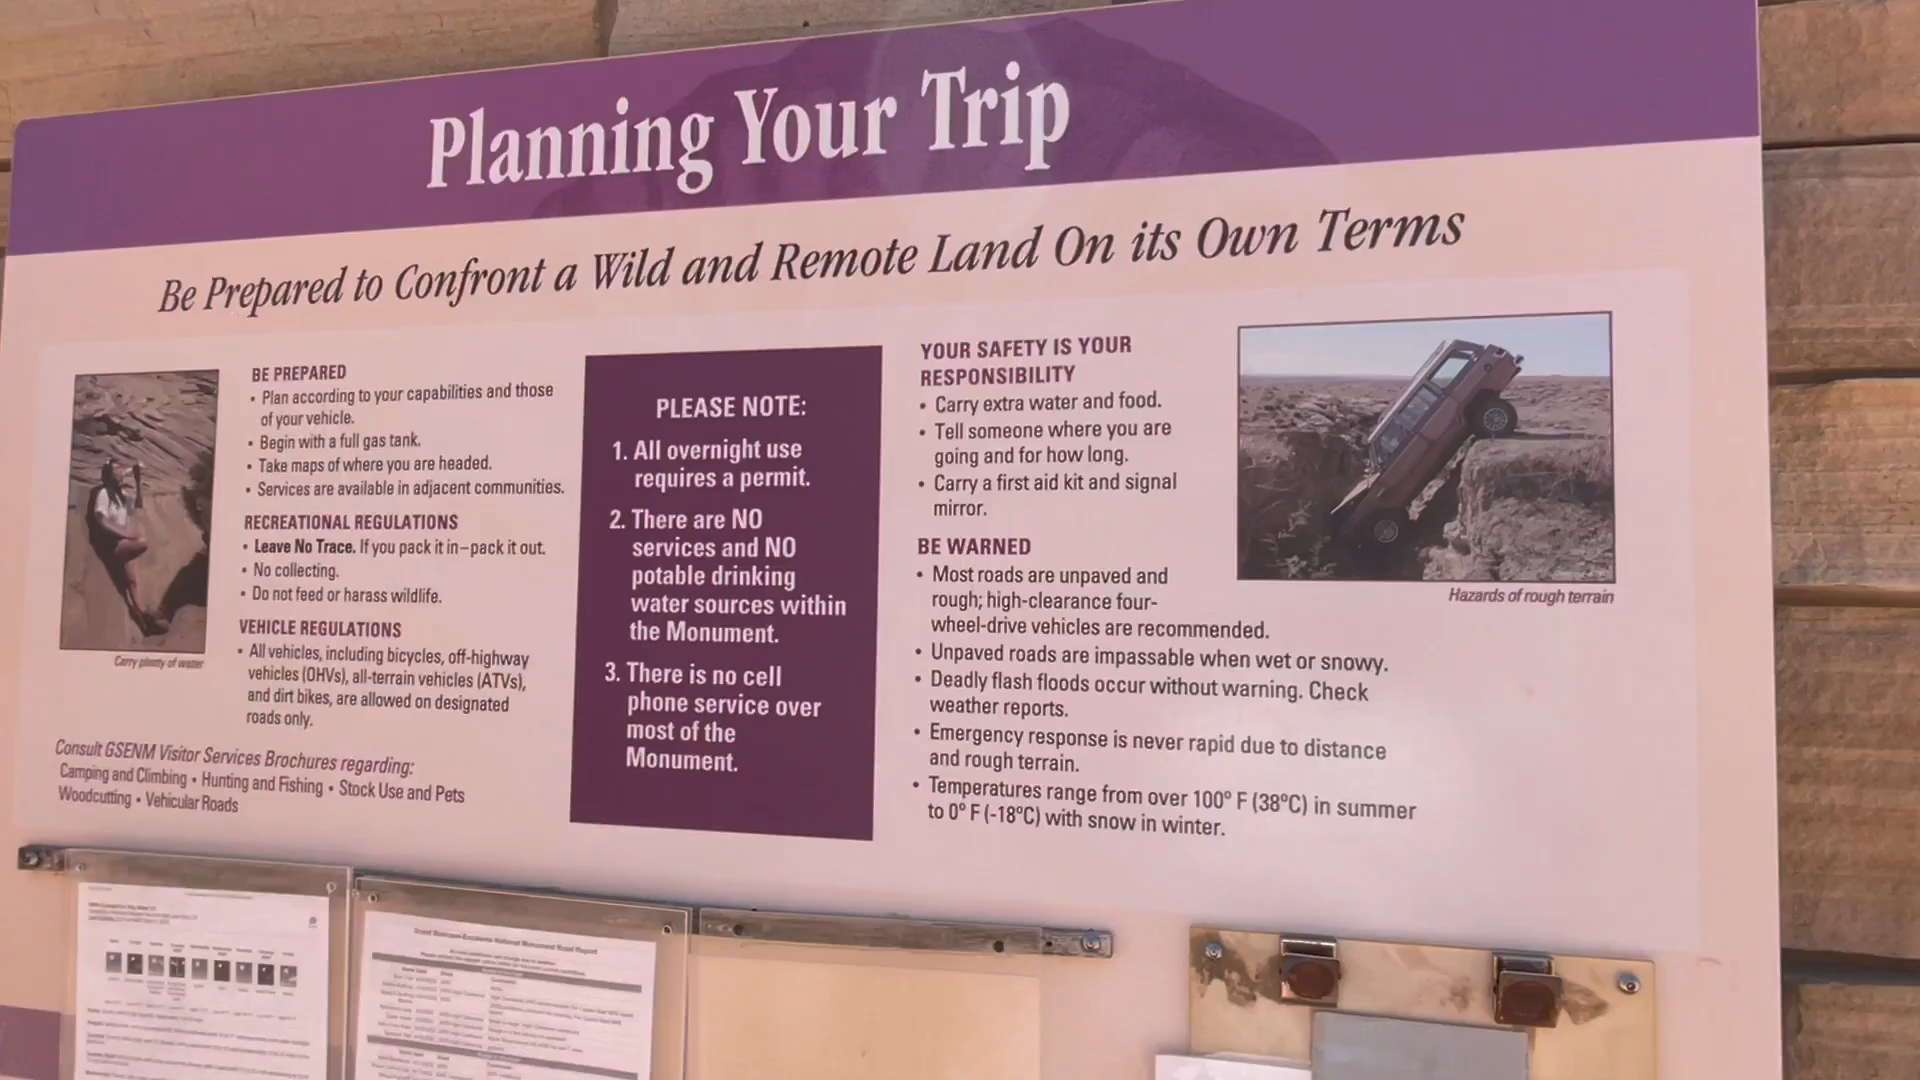 Planning Your Trip
Be Prepared to Confront a Wild and Remote Land On its Own Terms
Carry plenty of water
BE PREPARED
• Plan according to your capabilities and those
of your vehicle.
• Begin with a full gas tank.
• Take maps of where you are headed.
• Services are available in adjacent communities.
RECREATIONAL REGULATIONS
• Leave No Trace. If you pack it in–pack it out.
• No collecting.
• Do not feed or harass wildlife.
VEHICLE REGULATIONS
• All vehicles, including bicycles, off-highway
vehicles (OHVs), all-terrain vehicles (ATVs),
and dirt bikes, are allowed on designated
roads only.
Consult GSENM Visitor Services Brochures regarding:
Camping and Climbing • Hunting and Fishing • Stock Use and Pets
Woodcutting • Vehicular Roads
PLEASE NOTE:
1. All overnight use
requires a permit.
2. There are NO
services and NO
potable drinking
water sources within
the Monument.
3. There is no cell
phone service over
most of the
Monument.
YOUR SAFETY IS YOUR
RESPONSIBILITY
• Carry extra water and food.
• Tell someone where you are
going and for how long.
• Carry a first aid kit and signal
mirror.
BE WARNED
• Most roads are unpaved and
rough; high-clearance four-
wheel-drive vehicles are recommended.
• Unpaved roads are impassable when wet or snowy.
• Deadly flash floods occur without warning. Check
weather reports.
• Emergency response is never rapid due to distance
and rough terrain.
• Temperatures range from over 100º F (38ºC) in summer
to 0º F (-18ºC) with snow in winter.
Hazards of rough terrain
Grand Staircase-Escalante National Monument Road Report